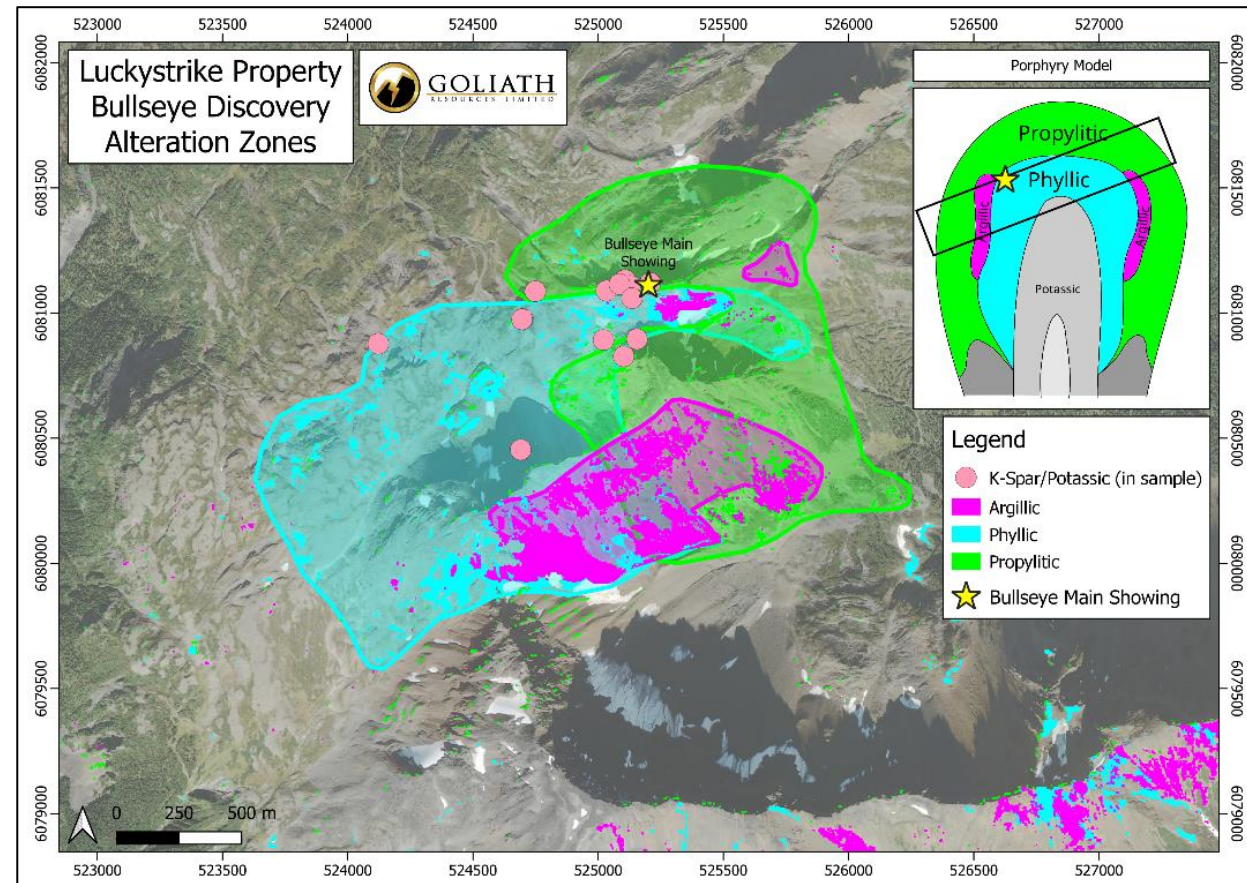 523000 523500 524000 524500 525000 525500 526000 526500 527000
Luckystrike Property
Bullseye Discovery
Alteration Zones
GOLIATH
RESOURCES LIMITED
Porphyry Model
Propylitic
Phyllic
Argillic
Argillic
Potassic
Bullseye Main
Showing
Legend
K-Spar/Potassic (in sample)
Argillic
Phyllic
Propylitic
Bullseye Main Showing
6082000
6081500
6081000
6080500
6080000
6079500
6079000
6082000
6081500
6081000
6080500
6080000
6079500
6079000
0 250 500 m
523000 523500 524000 524500 525000 525500 526000 526500 527000